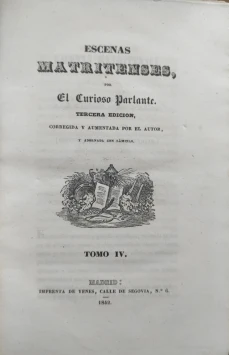 ESCENAS
MATRITENSES,
POR
El Curioso Parlante.
TERCERA EDICION,
CORREGIDA Y AUMENTADA POR EL AUTOR,
Y ADORNADA CON LÁMINAS.
TOMO IV.
MADRID:
IMPRENTA DE YENES, CALLE DE SEGOVIA, N.º 6.
1842.